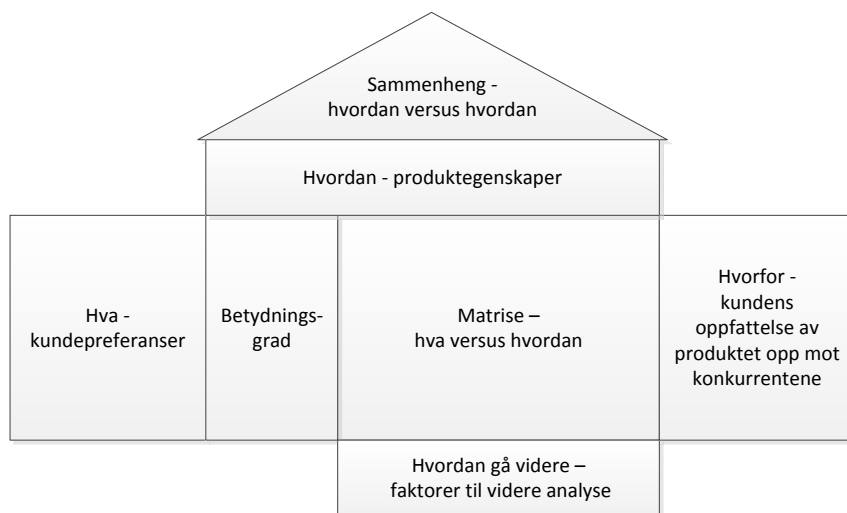 Sammenheng -
hvordan versus hvordan
Hvordan - produktegenskaper
Hva -
kundepreferanser
Betydnings-
grad
Matrise –
hva versus hvordan
Hvorfor -
kundens
oppfattelse av
produktet opp mot
konkurrentene
Hvordan gå videre –
faktorer til videre analyse